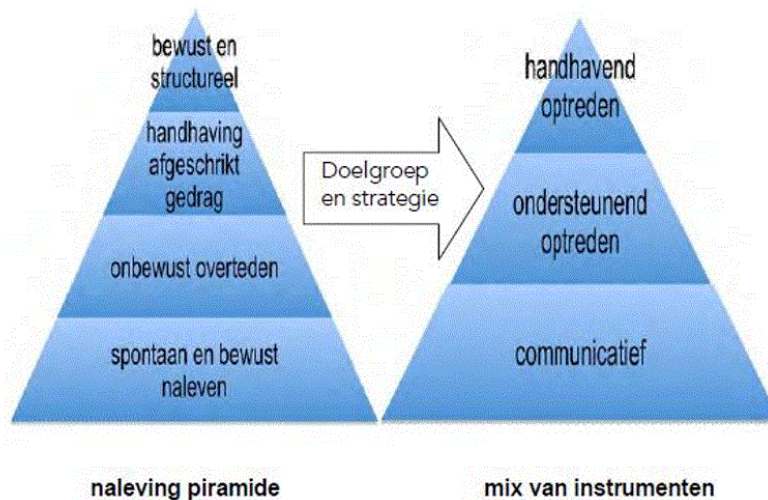 bewust en
structureel
handhaving
afgeschrikt
gedrag
onbewust overteden
spontaan en bewust
naleven
Doelgroep
en strategie
handhavend
optreden
ondersteunend
optreden
communicatief
naleving piramide
mix van instrumenten